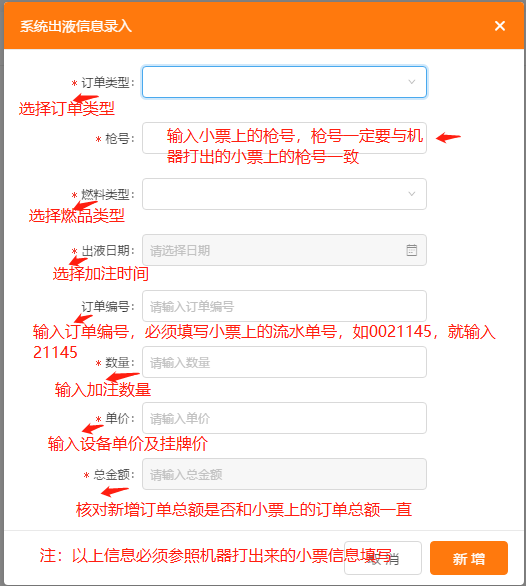 系统出液信息录入
* 订单类型：
选择订单类型
* 枪号：
输入小票上的枪号，枪号一定要与机
器打出的小票上的枪号一致
* 燃料类型：
选择燃品类型
* 出液日期：
请选择日期
选择加注时间
订单编号：
请输入订单编号
输入订单编号，必须填写小票上的流水单号，如0021145，就输入
21145
* 数量：
请输入数量
输入加注数量
* 单价：
请输入单价
输入设备单价及挂牌价
* 总金额：
请输入总金额
核对新增订单总额是否和小票上的订单总额一直
注：以上信息必须参照机器打出来的小票信息填写
取消
新增